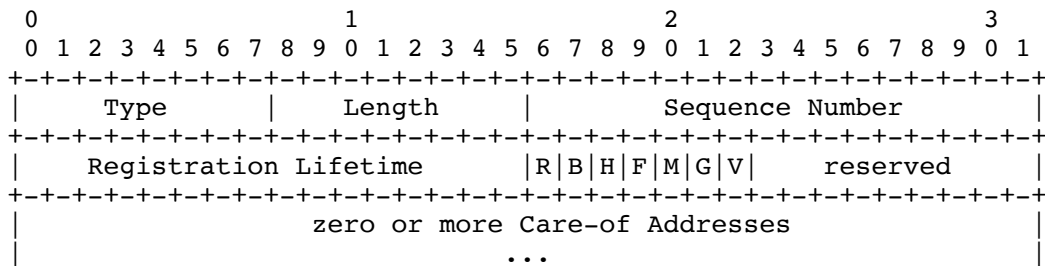 0                   1                   2                   3
 0 1 2 3 4 5 6 7 8 9 0 1 2 3 4 5 6 7 8 9 0 1 2 3 4 5 6 7 8 9 0 1
+-+-+-+-+-+-+-+-+-+-+-+-+-+-+-+-+-+-+-+-+-+-+-+-+-+-+-+-+-+-+-+-+
|     Type      |    Length     |        Sequence Number        |
+-+-+-+-+-+-+-+-+-+-+-+-+-+-+-+-+-+-+-+-+-+-+-+-+-+-+-+-+-+-+-+-+
|    Registration Lifetime      |R|B|H|F|M|G|V|    reserved     |
+-+-+-+-+-+-+-+-+-+-+-+-+-+-+-+-+-+-+-+-+-+-+-+-+-+-+-+-+-+-+-+-+
|                  zero or more Care-of Addresses               |
|                              ...                              |